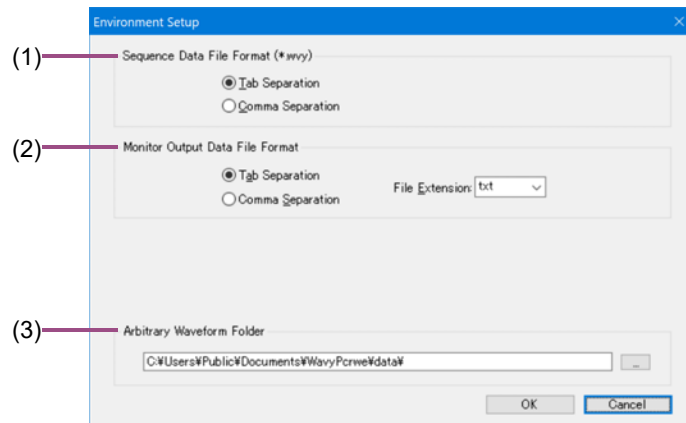 Environment Setup
(1)
Sequence Data File Format (*.wvy)
Tab Separation
Comma Separation
(2)
Monitor Output Data File Format
Tab Separation
File Extension: txt
Comma Separation
(3)
Arbitrary Waveform Folder
C:¥Users¥Public¥Documents¥WavyPcrwe¥data¥
...
OK
Cancel